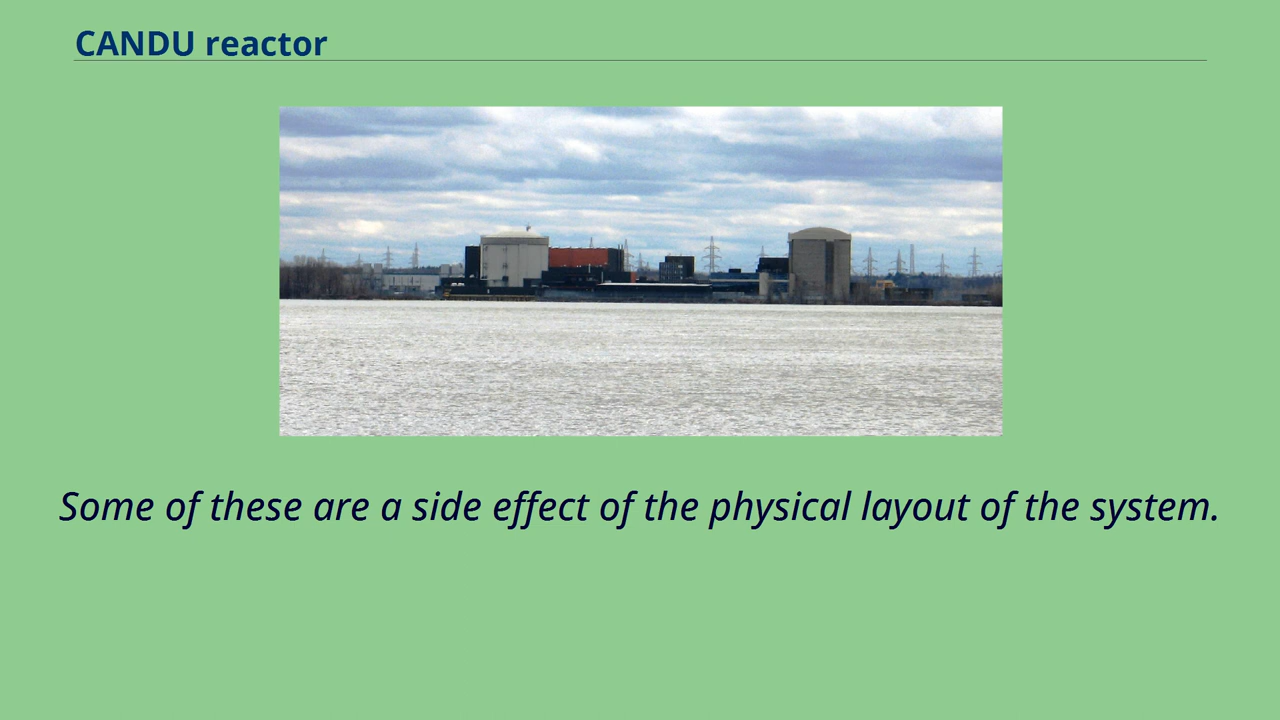 CANDU reactor
Some of these are a side effect of the physical layout of the system.